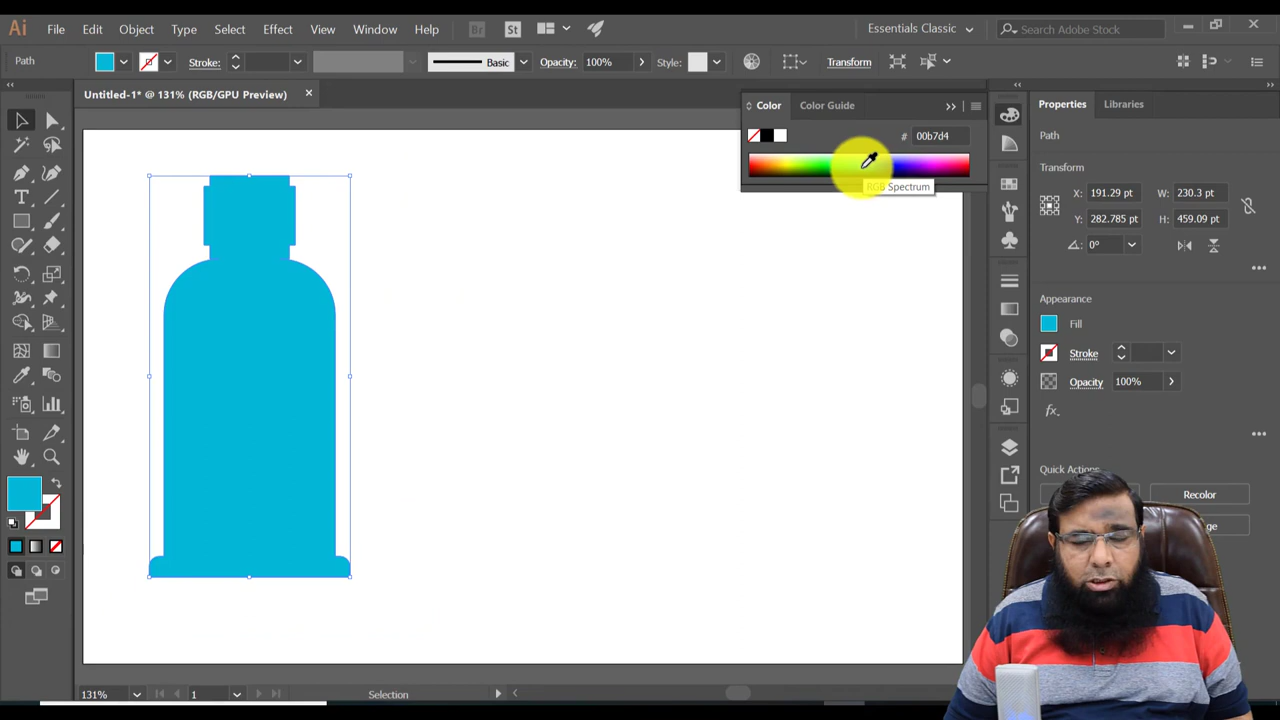 Ai File Edit Object Type Select Effect View Window Help Br St Essentials Classic Search Adobe Stock
Path Stroke: Basic Opacity: 100% Style: Transform
Untitled-1* @ 131% (RGB/GPU Preview)
Color Color Guide
# 00b7d4
RGB Spectrum
Properties Libraries
Path
Transform
X: 191.29 pt W: 230.3 pt
Y: 282.785 pt H: 459.09 pt
0°
Appearance
Fill
Stroke
Opacity 100%
fx.
Quick Actions
Recolor
131% 1 Selection